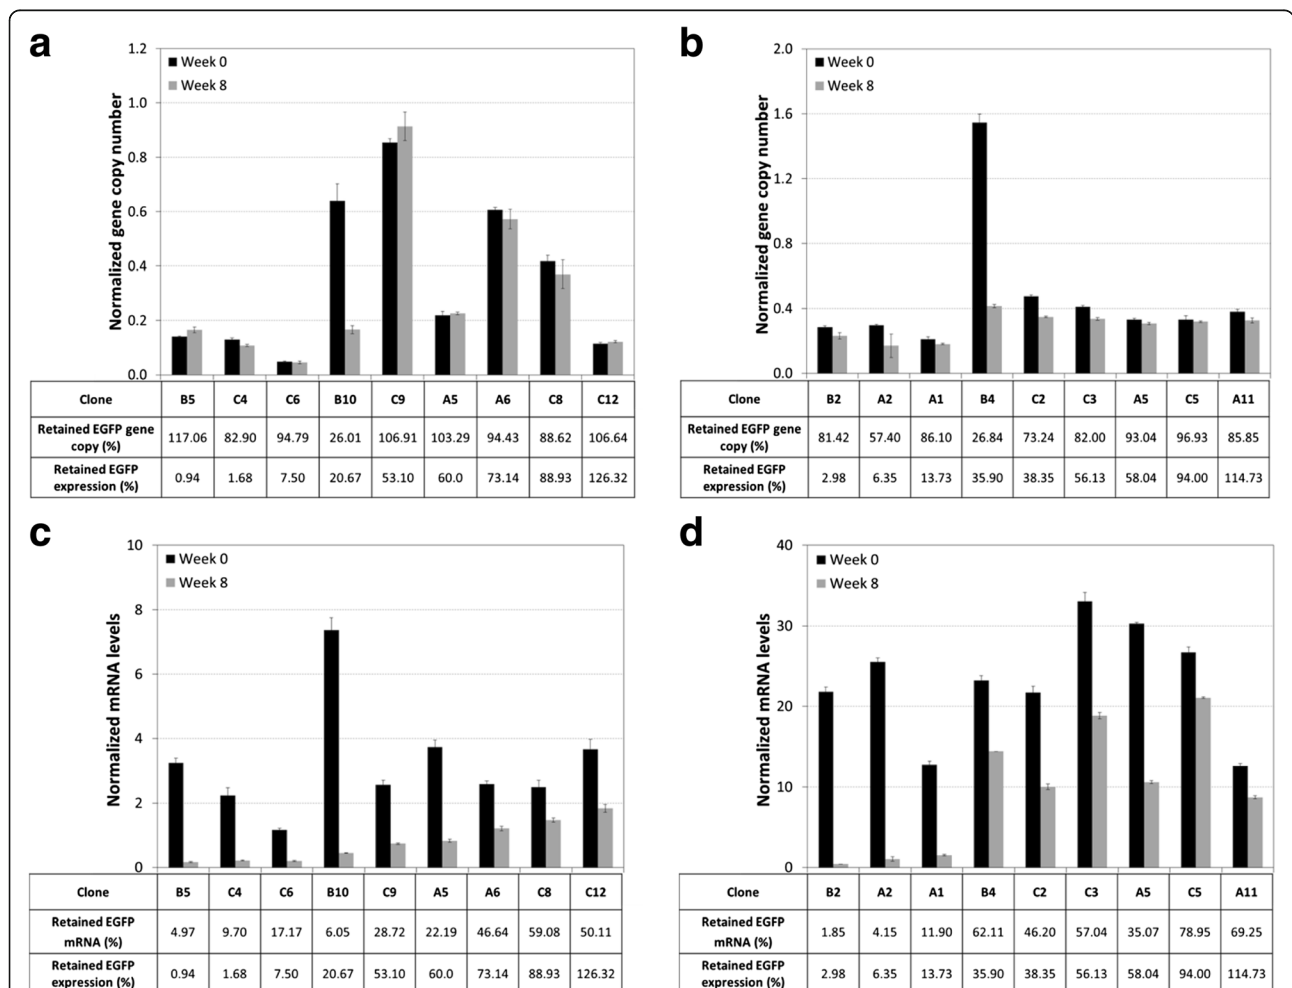 a
1.2
1.0
0.8
0.6
0.4
0.2
0.0
Normalized gene copy number
Week 0
Week 8
Clone B5 C4 C6 B10 C9 A5 A6 C8 C12
Retained EGFP gene
copy (%)
117.06 82.90 94.79 26.01 106.91 103.29 94.43 88.62 106.64
Retained EGFP
expression (%)
0.94 1.68 7.50 20.67 53.10 60.0 73.14 88.93 126.32
b
2.0
1.6
1.2
0.8
0.4
0.0
Normalized gene copy number
Week 0
Week 8
Clone B2 A2 A1 B4 C2 C3 A5 C5 A11
Retained EGFP gene
copy (%)
81.42 57.40 86.10 26.84 73.24 82.00 93.04 96.93 85.85
Retained EGFP
expression (%)
2.98 6.35 13.73 35.90 38.35 56.13 58.04 94.00 114.73
c
10
8
6
4
2
0
Normalized mRNA levels
Week 0
Week 8
Clone B5 C4 C6 B10 C9 A5 A6 C8 C12
Retained EGFP
mRNA (%)
4.97 9.70 17.17 6.05 28.72 22.19 46.64 59.08 50.11
Retained EGFP
expression (%)
0.94 1.68 7.50 20.67 53.10 60.0 73.14 88.93 126.32
d
40
30
20
10
0
Normalized mRNA levels
Week 0
Week 8
Clone B2 A2 A1 B4 C2 C3 A5 C5 A11
Retained EGFP
mRNA (%)
1.85 4.15 11.90 62.11 46.20 57.04 35.07 78.95 69.25
Retained EGFP
expression (%)
2.98 6.35 13.73 35.90 38.35 56.13 58.04 94.00 114.73